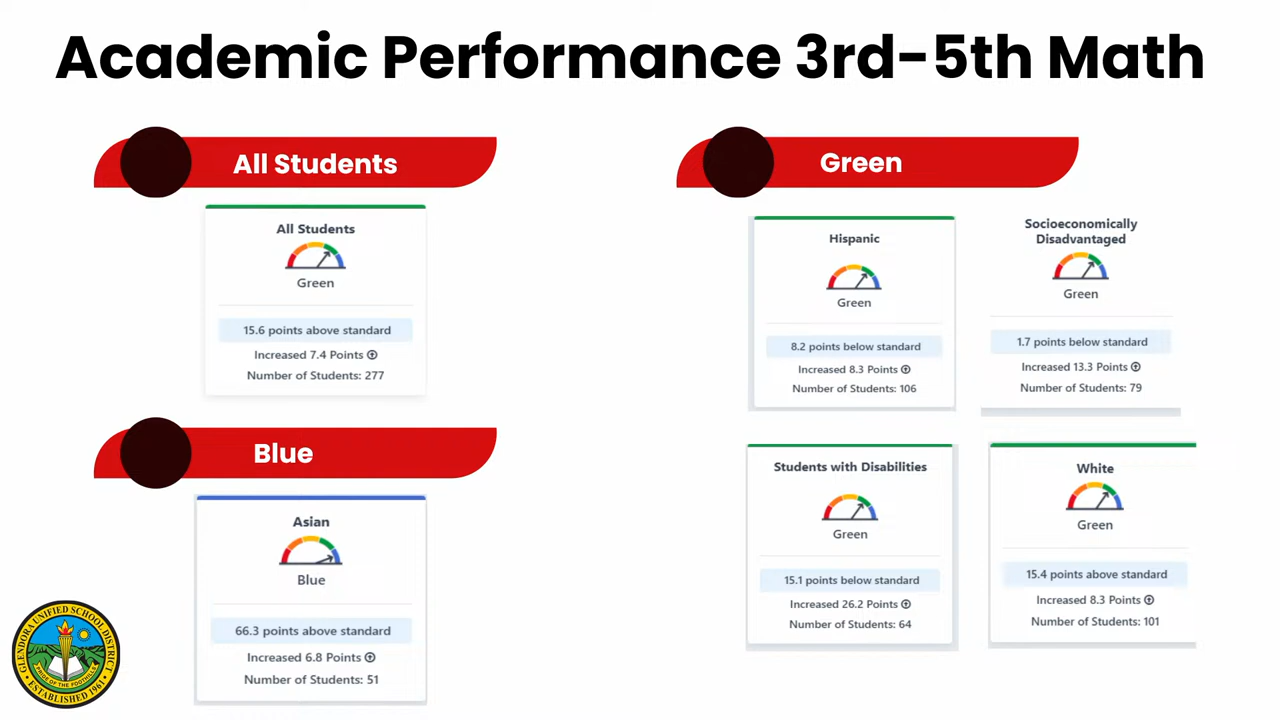 Academic Performance 3rd-5th Math
All Students
All Students
Green
15.6 points above standard
Increased 7.4 Points
Number of Students: 277
Blue
Asian
Blue
66.3 points above standard
Increased 6.8 Points
Number of Students: 51
Green
Hispanic
Green
8.2 points below standard
Increased 8.3 Points
Number of Students: 106
Socioeconomically
Disadvantaged
Green
1.7 points below standard
Increased 13.3 Points
Number of Students: 79
Students with Disabilities
Green
15.1 points below standard
Increased 26.2 Points
Number of Students: 64
White
Green
15.4 points above standard
Increased 8.3 Points
Number of Students: 101
GLENDORA UNIFIED SCHOOL DISTRICT
PRIDE OF THE FOOTHILLS
ESTABLISHED 1961